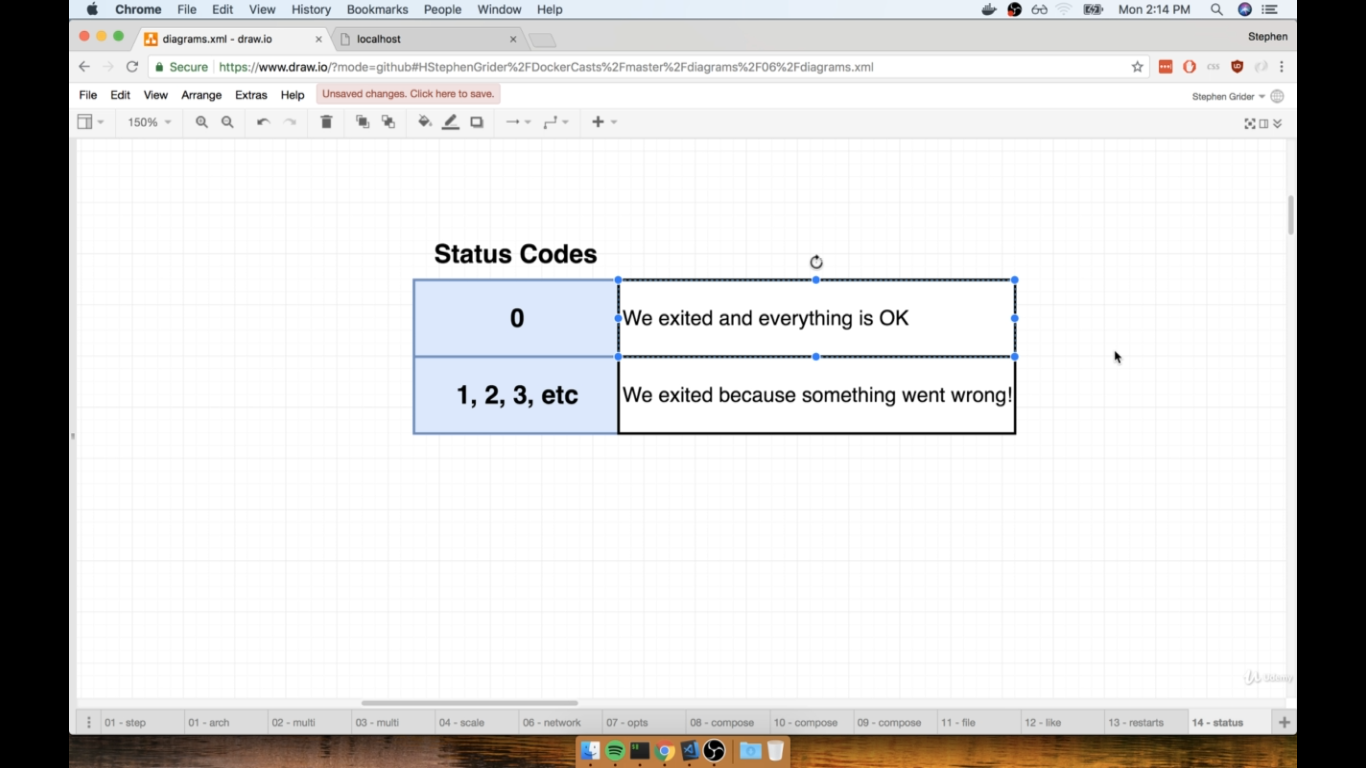 Chrome File Edit View History Bookmarks People Window Help Mon 2:14 PM
diagrams.xml - draw.io localhost Stephen
Secure https://www.draw.io/?mode=github#HStephenGrider%2FDockerCasts%2Fmaster%2Fdiagrams%2F06%2Fdiagrams.xml
File Edit View Arrange Extras Help Unsaved changes. Click here to save. Stephen Grider
150%
Status Codes
0 We exited and everything is OK
1, 2, 3, etc We exited because something went wrong!
Udemy
01 - step 01 - arch 02 - multi 03 - multi 04 - scale 06 - network 07 - opts 08 - compose 10 - compose 09 - compose 11 - file 12 - like 13 - restarts 14 - status